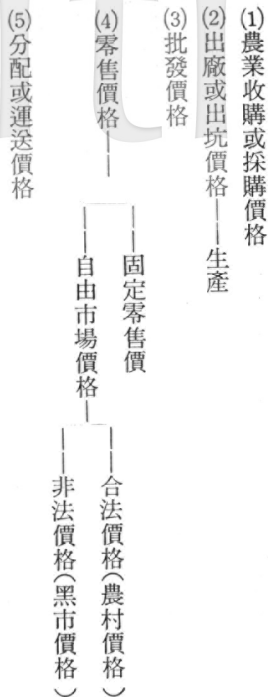 (1)農業收購或採購價格
(2)出廠或出坑價格——生產
(3)批發價格
(4)零售價格——
——固定零售價
——自由市場價格——
——合法價格(農村價格)
——非法價格(黑市價格)
(5)分配或運送價格